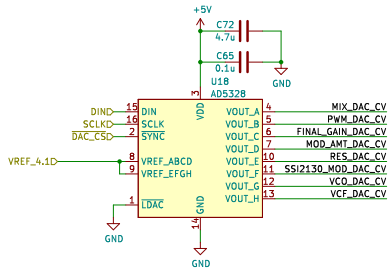 +5V
C72
4.7u
C65
0.1u
GND
U18
AD5328
3
VDD
DIN 15 DIN VOUT_A 4 MIX_DAC_CV
SCLK 16 SCLK VOUT_B 5 PWM_DAC_CV
DAC_CS 2 SYNC VOUT_C 6 FINAL_GAIN_DAC_CV
VOUT_D 7 MOD_AMT_DAC_CV
VREF_4.1 8 VREF_ABCD VOUT_E 10 RES_DAC_CV
9 VREF_EFGH VOUT_F 11 SSI2130_MOD_DAC_CV
VOUT_G 12 VCO_DAC_CV
1 LDAC VOUT_H 13 VCF_DAC_CV
GND
14
GND
GND